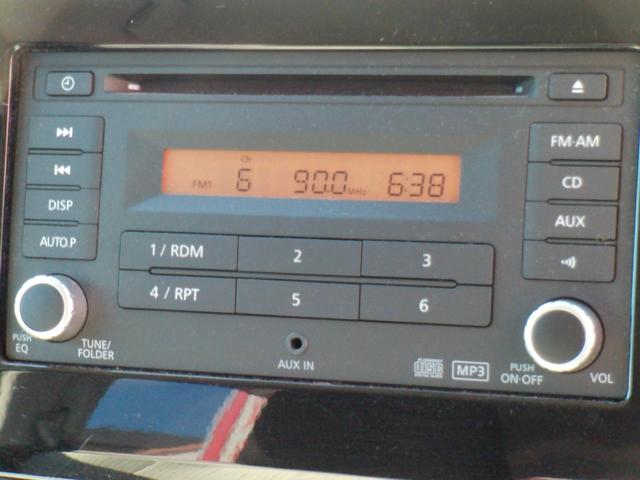 FM·AM
DISP
CD
AUTO.P
AUX
Ch
FM1 6 90.0 MHz 6:38
1 / RDM 2 3
4 / RPT 5 6
PUSH
EQ
TUNE/
FOLDER
AUX IN
DISC
MP3
PUSH
ON·OFF
VOL